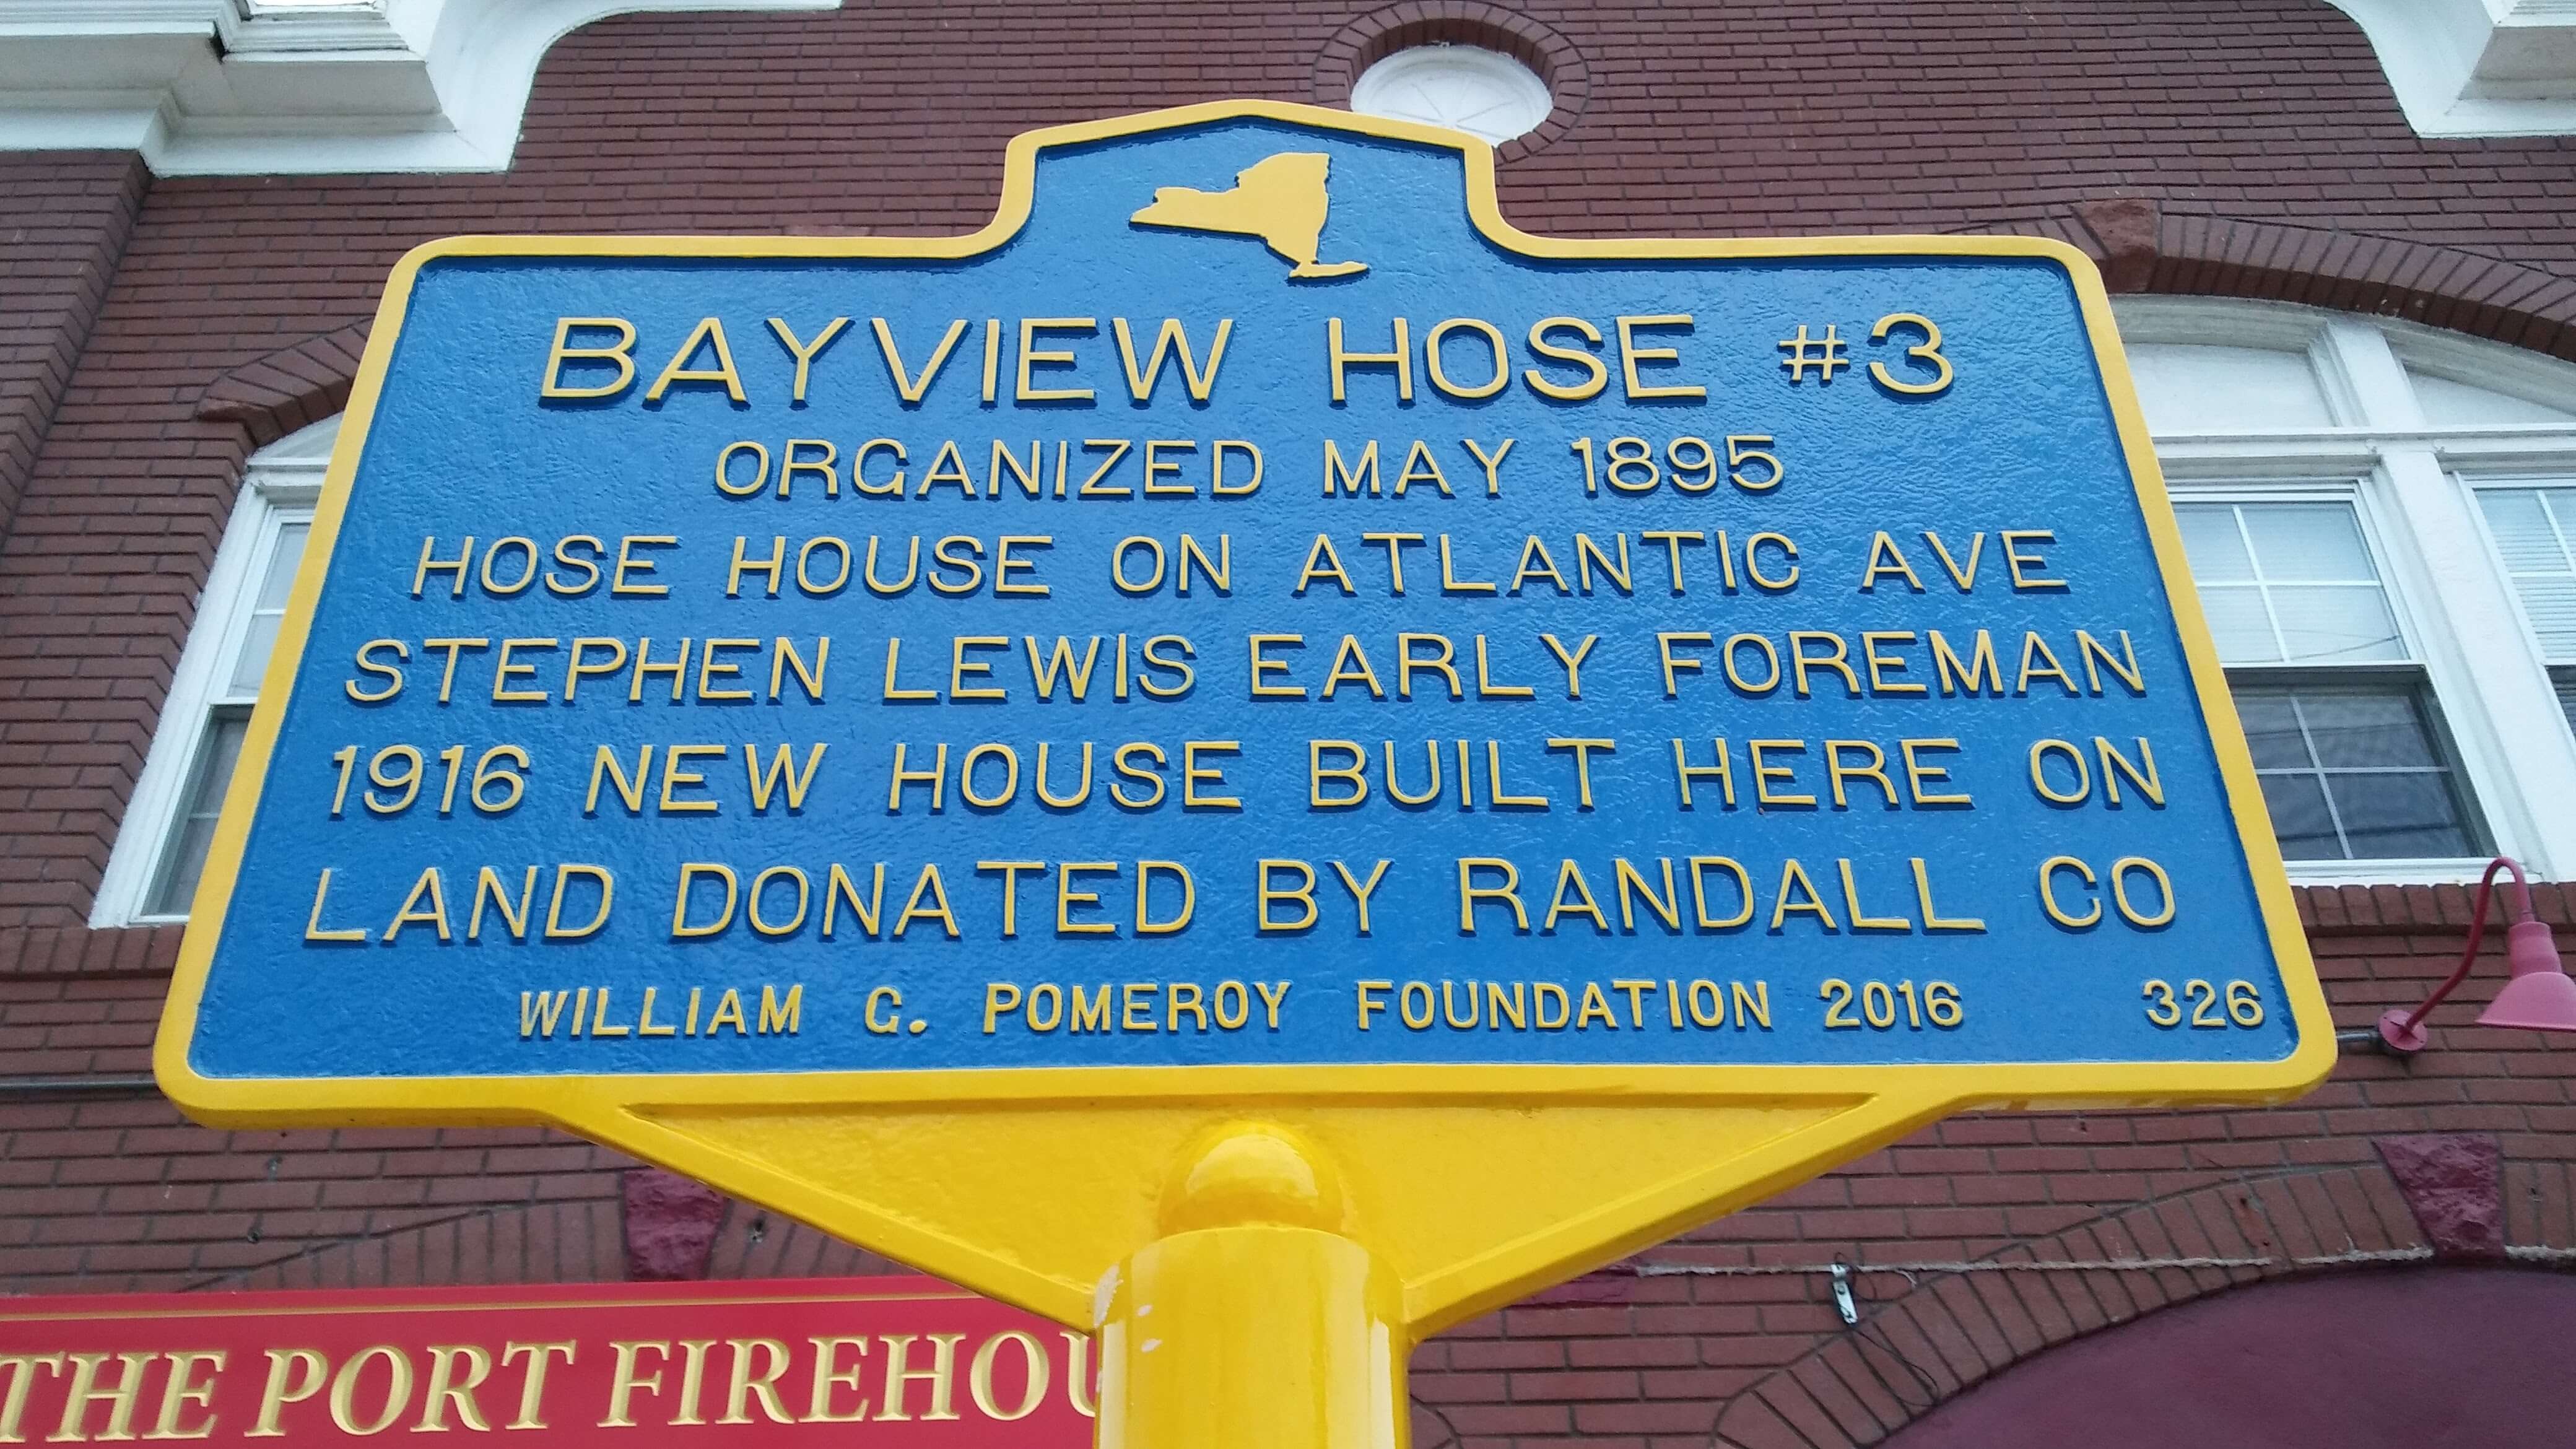 BAYVIEW HOSE #3
ORGANIZED MAY 1895
HOSE HOUSE ON ATLANTIC AVE
STEPHEN LEWIS EARLY FOREMAN
1916 NEW HOUSE BUILT HERE ON
LAND DONATED BY RANDALL CO
WILLIAM G. POMEROY FOUNDATION 2016 326
THE PORT FIREHOU